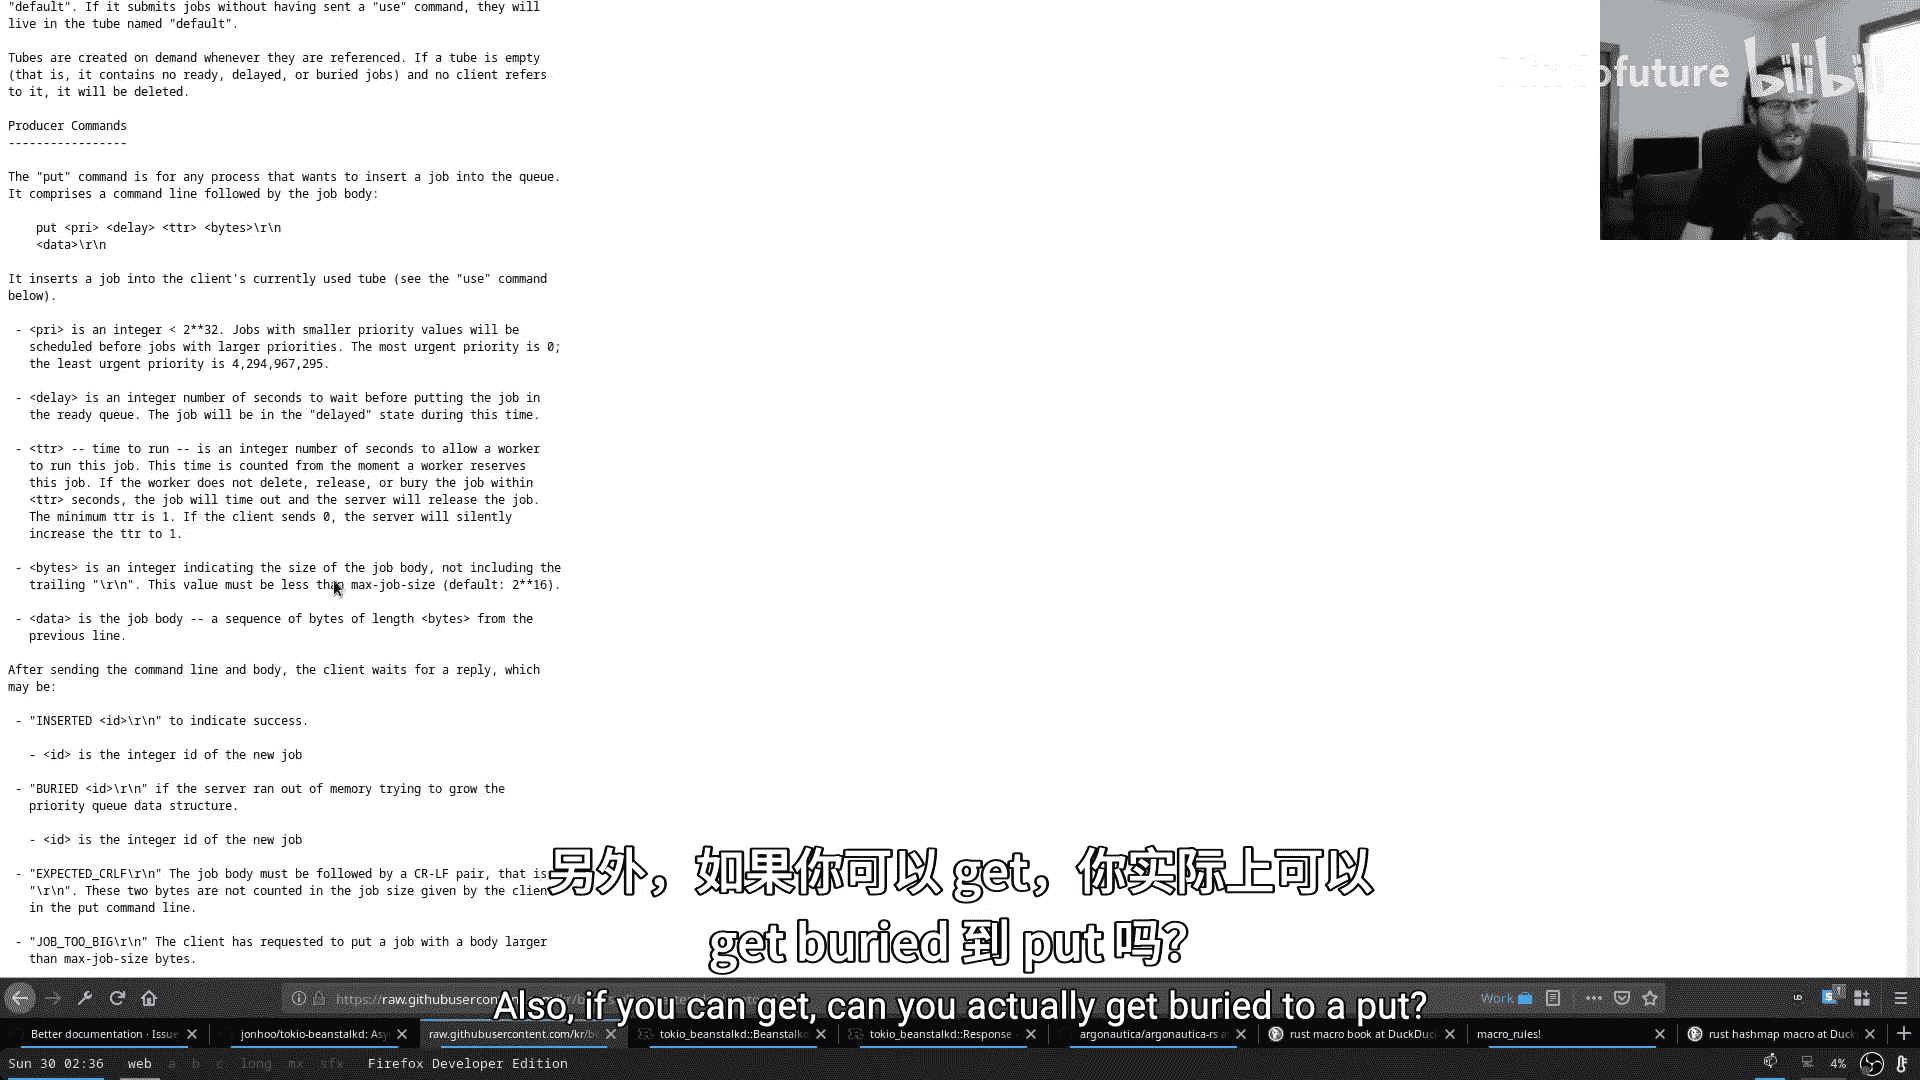 "default". If it submits jobs without having sent a "use" command, they will
live in the tube named "default".
Tubes are created on demand whenever they are referenced. If a tube is empty
(that is, it contains no ready, delayed, or buried jobs) and no client refers
to it, it will be deleted.
Producer Commands
-----------------
The "put" command is for any process that wants to insert a job into the queue.
It comprises a command line followed by the job body:
put <pri> <delay> <ttr> <bytes>\r\n
<data>\r\n
It inserts a job into the client's currently used tube (see the "use" command
below).
- <pri> is an integer < 2**32. Jobs with smaller priority values will be
scheduled before jobs with larger priorities. The most urgent priority is 0;
the least urgent priority is 4,294,967,295.
- <delay> is an integer number of seconds to wait before putting the job in
the ready queue. The job will be in the "delayed" state during this time.
- <ttr> -- time to run -- is an integer number of seconds to allow a worker
to run this job. This time is counted from the moment a worker reserves
this job. If the worker does not delete, release, or bury the job within
<ttr> seconds, the job will time out and the server will release the job.
The minimum ttr is 1. If the client sends 0, the server will silently
increase the ttr to 1.
- <bytes> is an integer indicating the size of the job body, not including the
trailing "\r\n". This value must be less than max-job-size (default: 2**16).
- <data> is the job body -- a sequence of bytes of length <bytes> from the
previous line.
After sending the command line and body, the client waits for a reply, which
may be:
- "INSERTED <id>\r\n" to indicate success.
- <id> is the integer id of the new job
- "BURIED <id>\r\n" if the server ran out of memory trying to grow the
priority queue data structure.
- <id> is the integer id of the new job
- "EXPECTED_CRLF\r\n" The job body must be followed by a CR-LF pair, that is
"\r\n". These two bytes are not counted in the job size given by the client
in the put command line.
- "JOB_TOO_BIG\r\n" The client has requested to put a job with a body larger
than max-job-size bytes.
bilibili
另外，如果你可以 get，你实际上可以
get buried 到 put 吗？
Also, if you can get, can you actually get buried to a put?
https://raw.githubusercont
Work
Better documentation · Issue
jonhoo/tokio-beanstalkd: Asy
raw.githubusercontent.com/kr/b
tokio_beanstalkd::Beanstalk
tokio_beanstalkd::Response -
argonautica/argonautica-rs a
rust macro book at DuckDuc
macro_rules!
rust hashmap macro at Duck
Sun 30 02:36 web a b c long mx sfx Firefox Developer Edition 4%